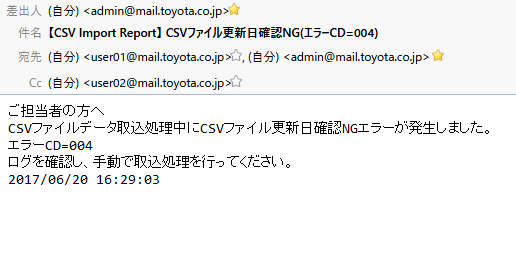 差出人 (自分) <admin@mail.toyota.co.jp>
件名 【CSV Import Report】 CSVファイル更新日確認NG(エラーCD=004)
宛先 (自分) <user01@mail.toyota.co.jp>, (自分) <admin@mail.toyota.co.jp>
Cc (自分) <user02@mail.toyota.co.jp>
ご担当者の方へ
CSVファイルデータ取込処理中にCSVファイル更新日確認NGエラーが発生しました。
エラーCD=004
ログを確認し、手動で取込処理を行ってください。
2017/06/20 16:29:03